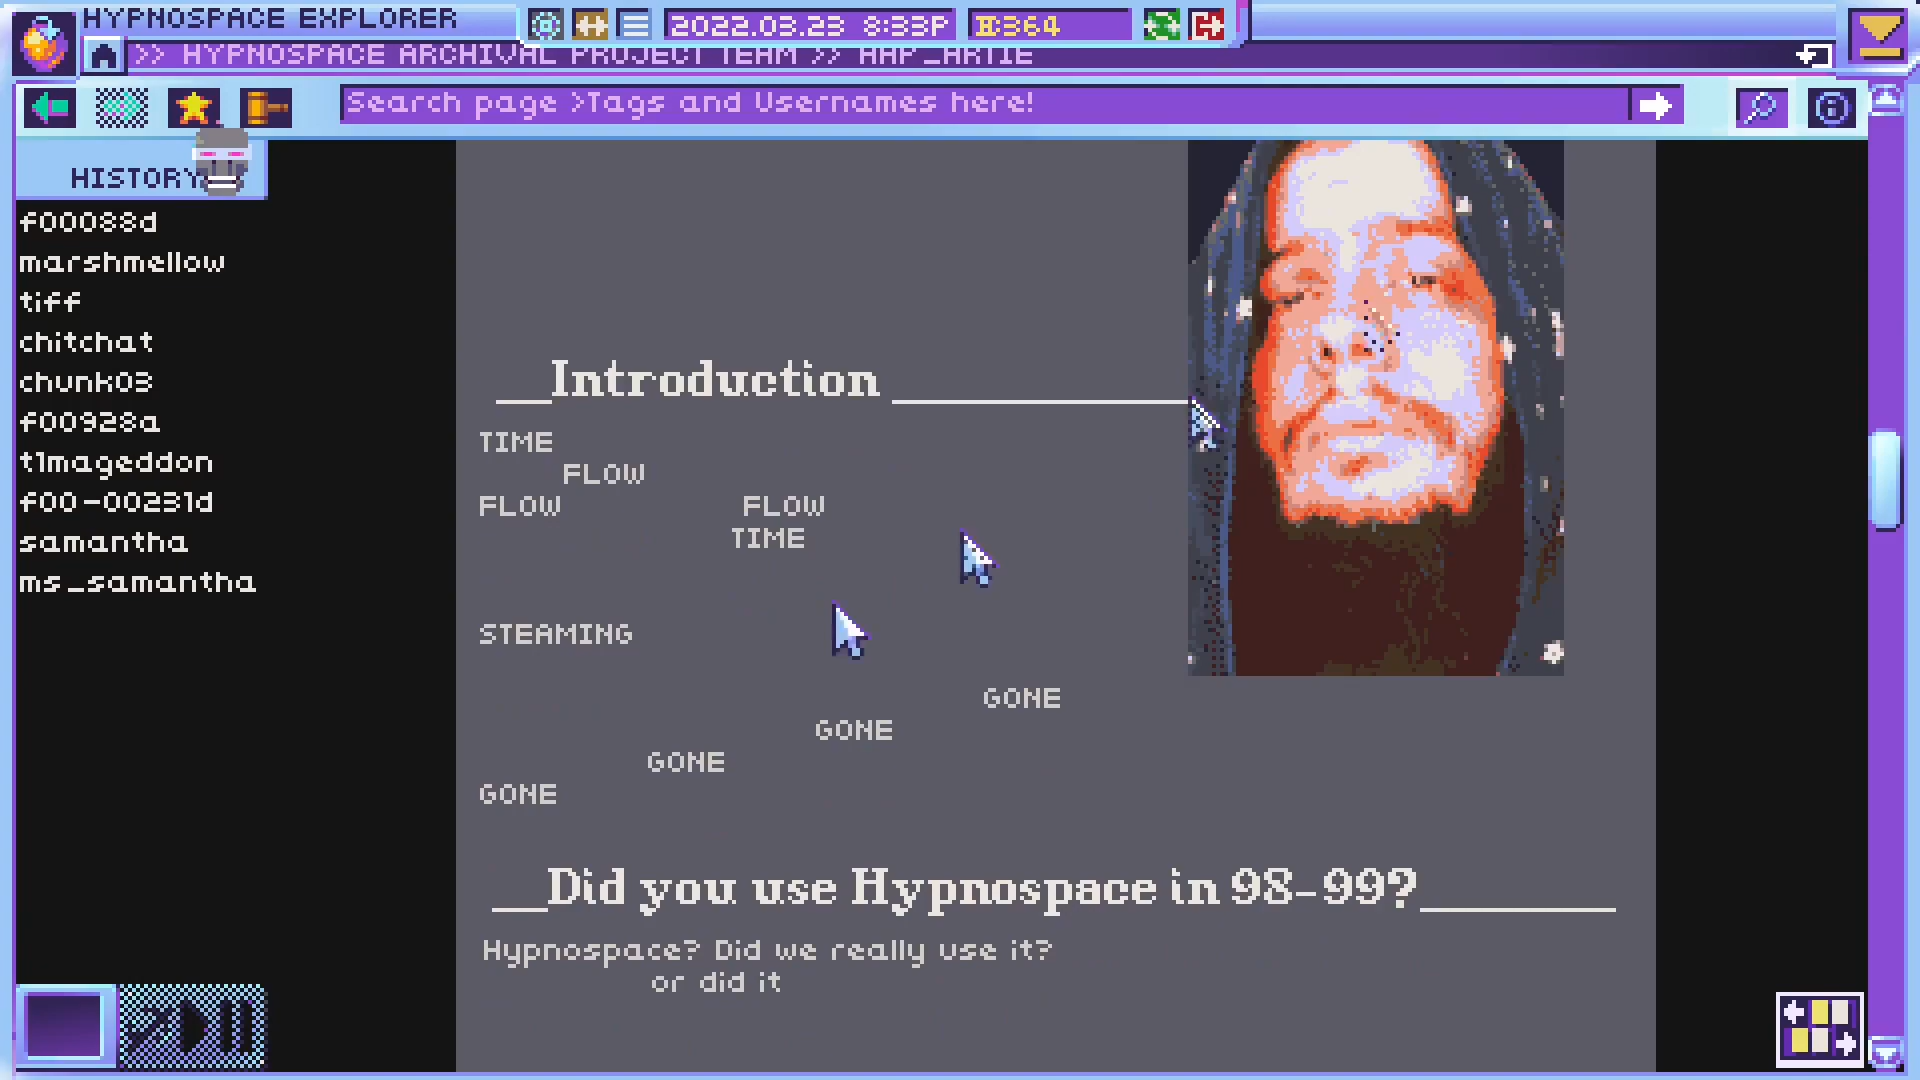 HYPNOSPACE EXPLORER
2022.03.23 8:33P
364
>> HYPNOSPACE ARCHIVAL PROJECT TEAM >> AAP_ARTIE
Search page >Tags and Usernames here!
HISTORY
f00088d
marshmellow
tiff
chitchat
chunk03
f00928a
t1mageddon
f00-00231d
samantha
ms_samantha
__Introduction
TIME
FLOW
FLOW FLOW
TIME
STEAMING
GONE
GONE
GONE
GONE
__Did you use Hypnospace in 98-99?
Hypnospace? Did we really use it?
or did it